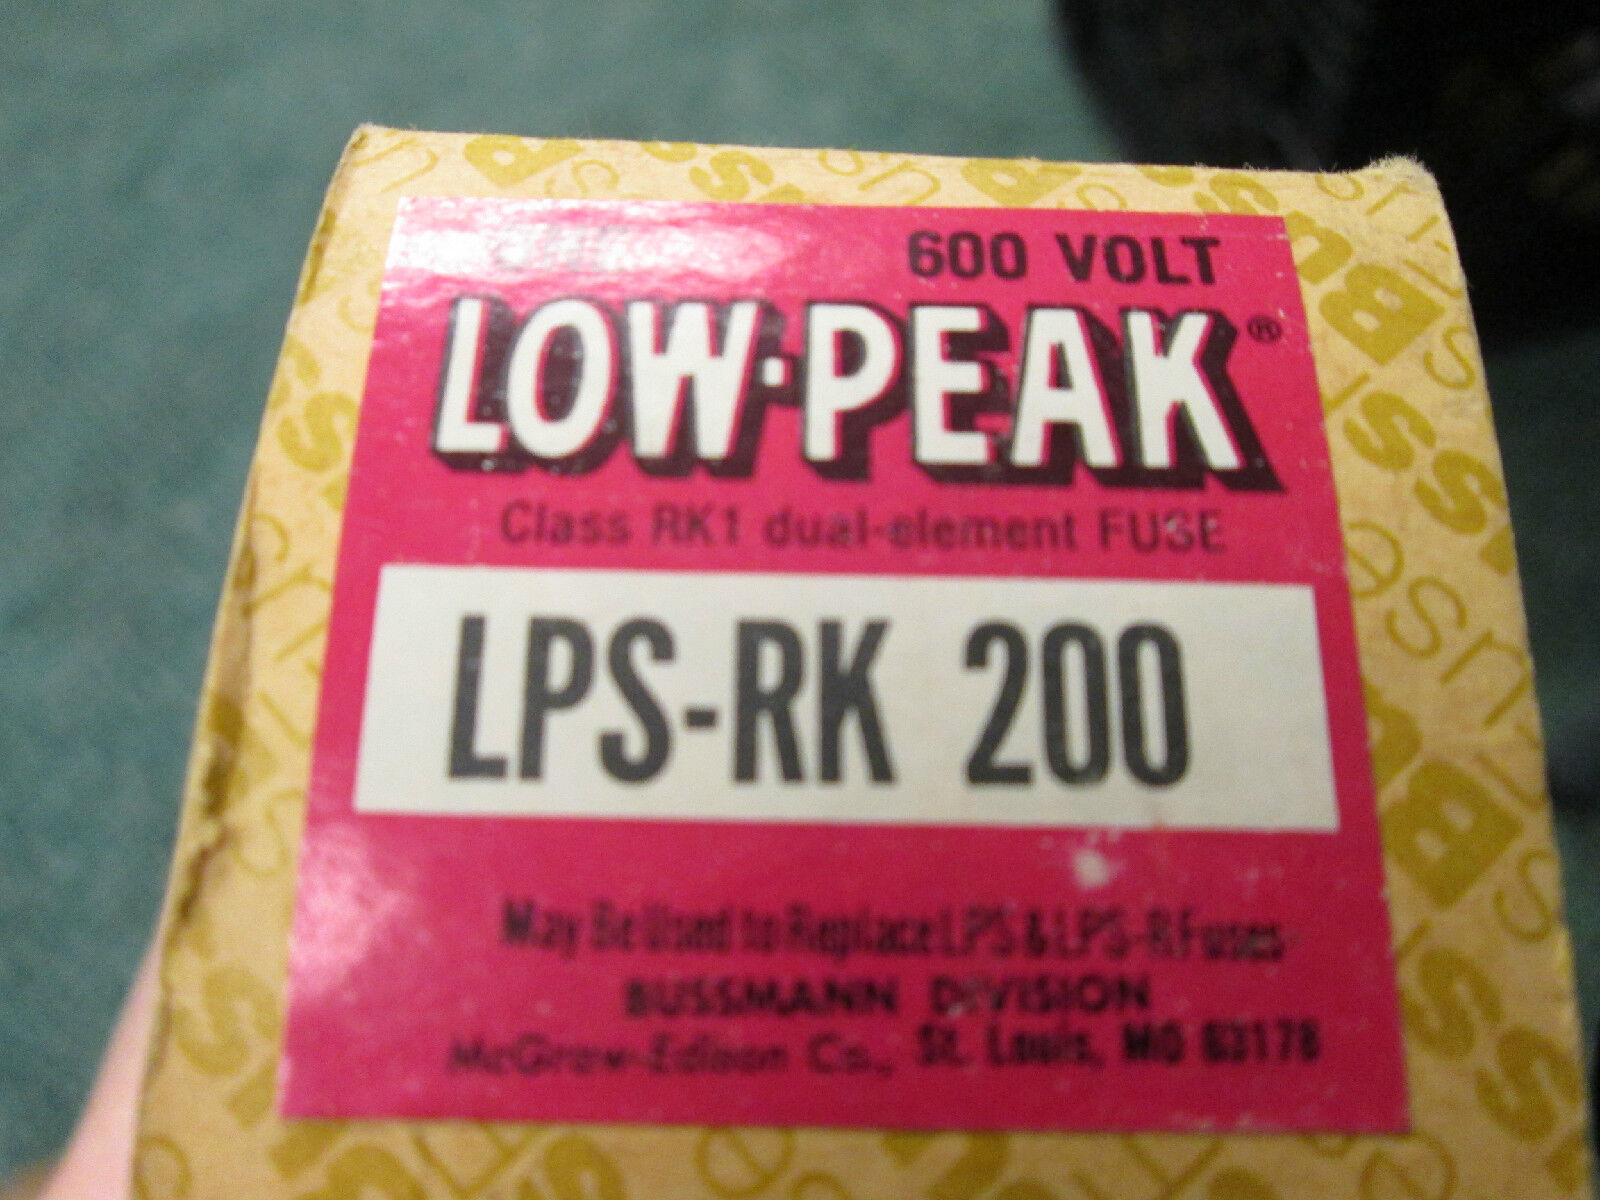 ONE 600 VOLT
LOW-PEAK®
Class RK1 dual-element FUSE
LPS-RK 200
May Be Used to Replace LPS & LPS-R Fuses
BUSSMANN DIVISION
McGraw-Edison Co., St. Louis, MO 63178